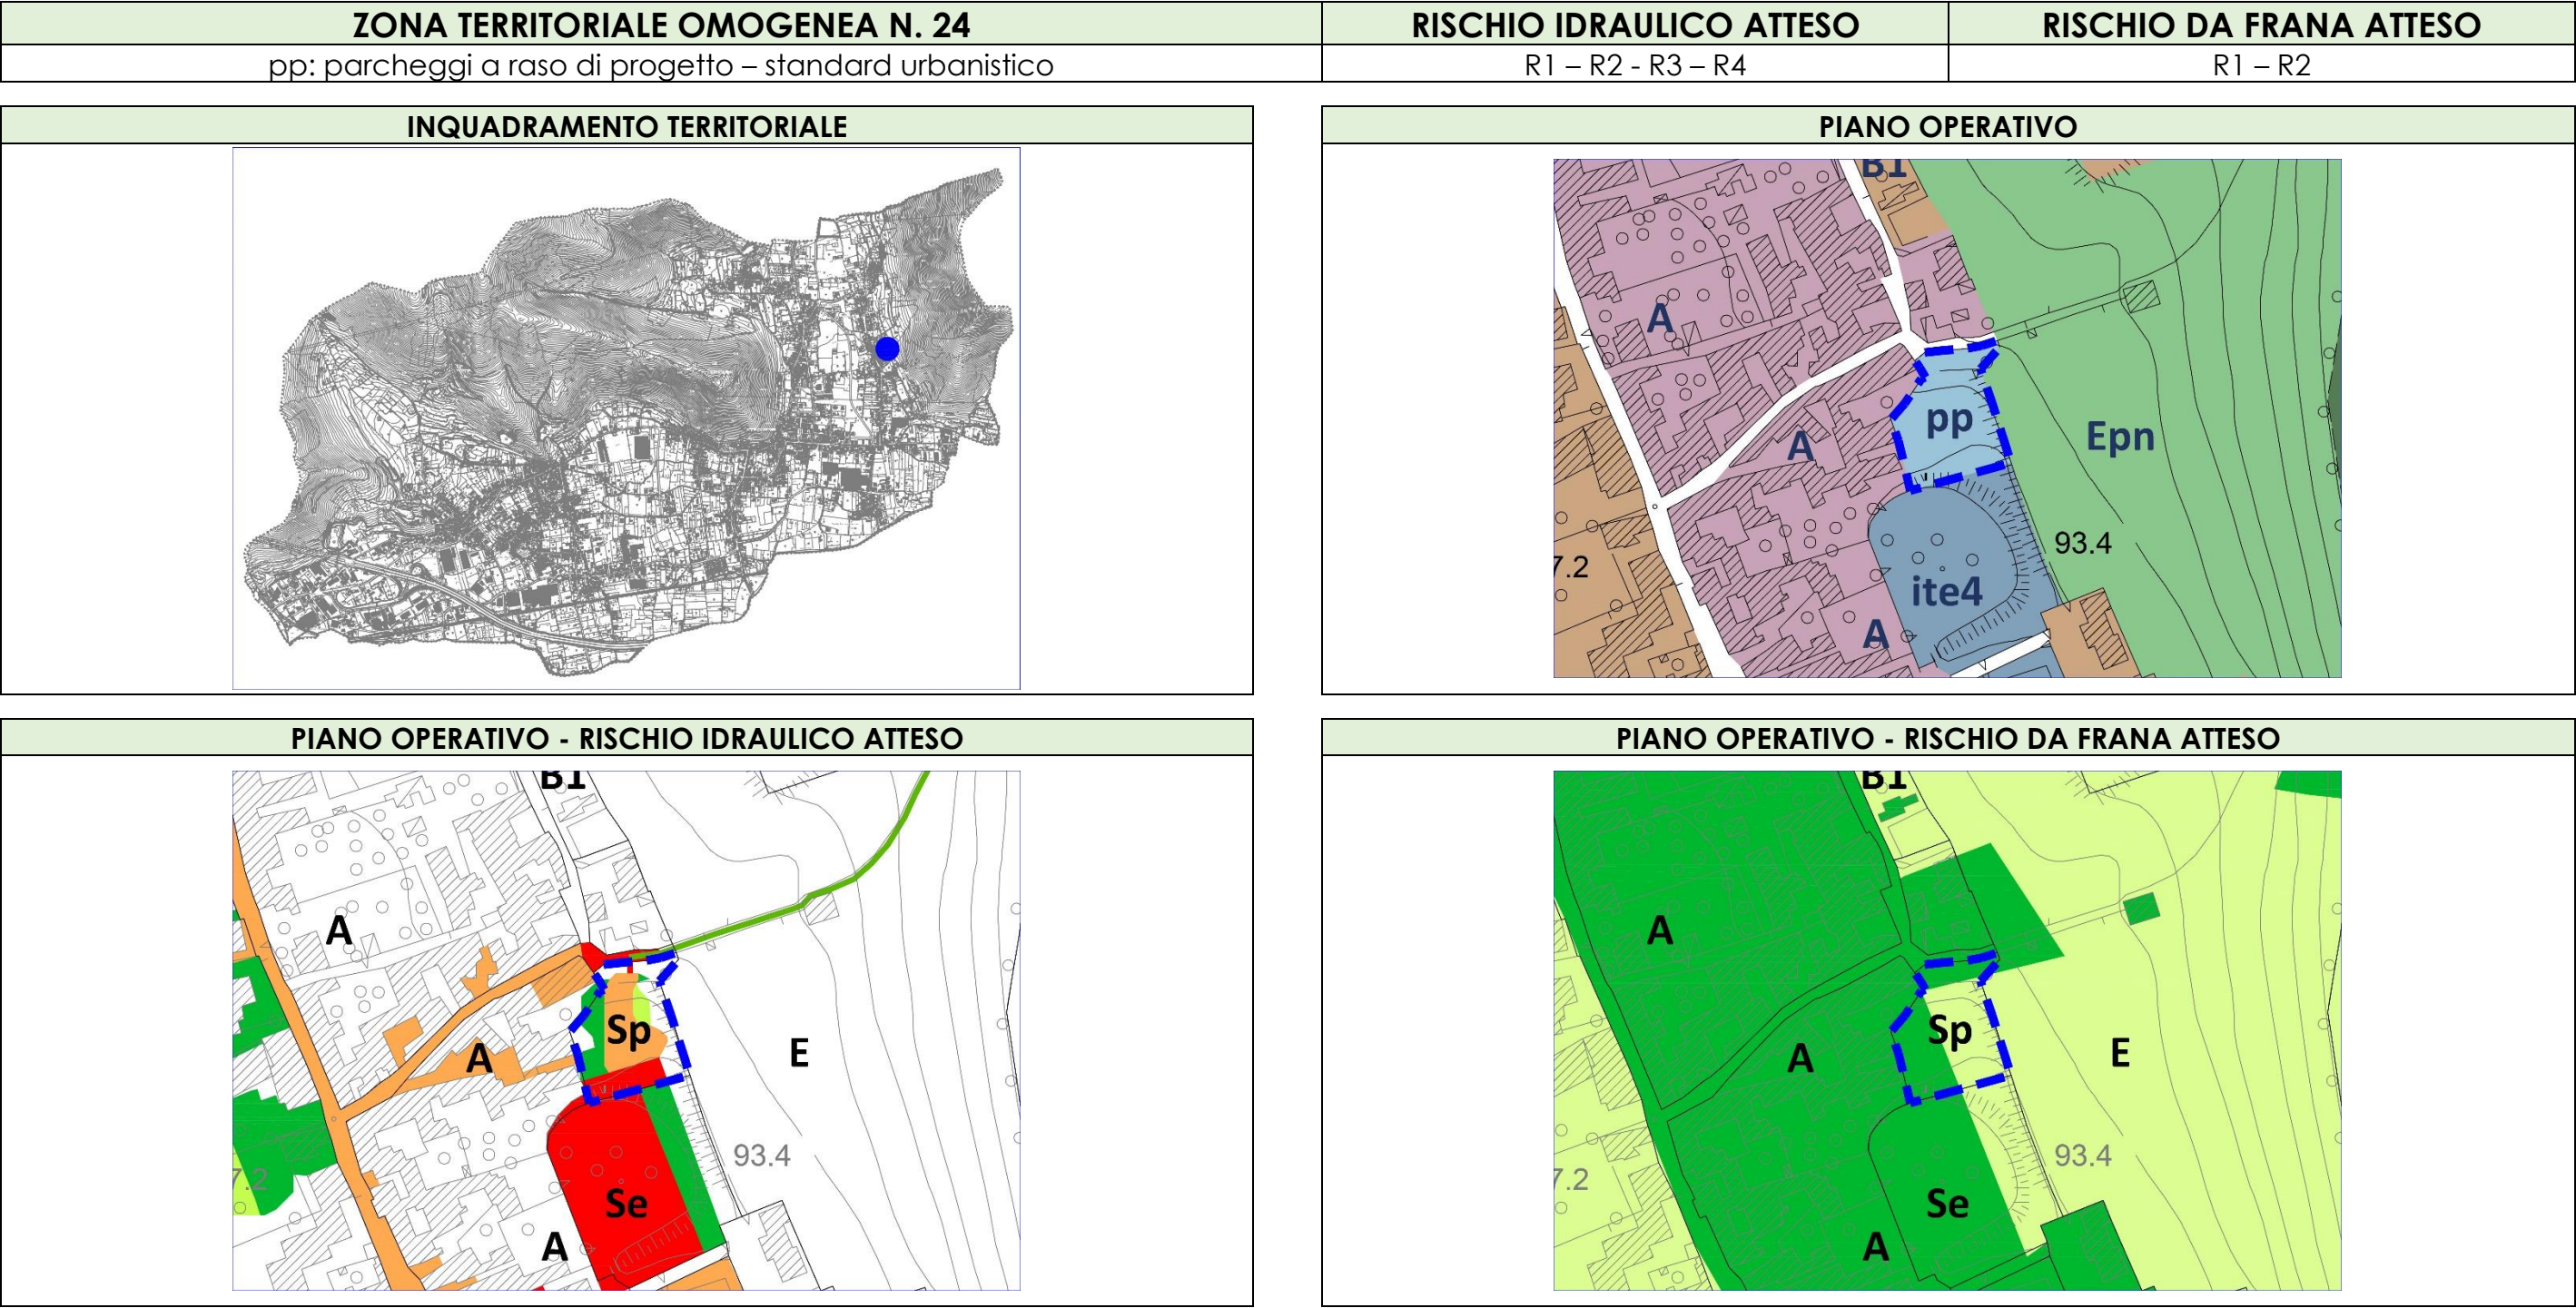 ZONA TERRITORIALE OMOGENEA N. 24
RISCHIO IDRAULICO ATTESO
RISCHIO DA FRANA ATTESO
pp: parcheggi a raso di progetto – standard urbanistico
R1 – R2 - R3 – R4
R1 – R2
INQUADRAMENTO TERRITORIALE
PIANO OPERATIVO
B1
A
pp
A
Epn
93.4
7.2
ite4
A
PIANO OPERATIVO - RISCHIO IDRAULICO ATTESO
PIANO OPERATIVO - RISCHIO DA FRANA ATTESO
B1
A
Sp
A
E
93.4
7.2
Se
A
B1
A
Sp
A
E
93.4
7.2
Se
A